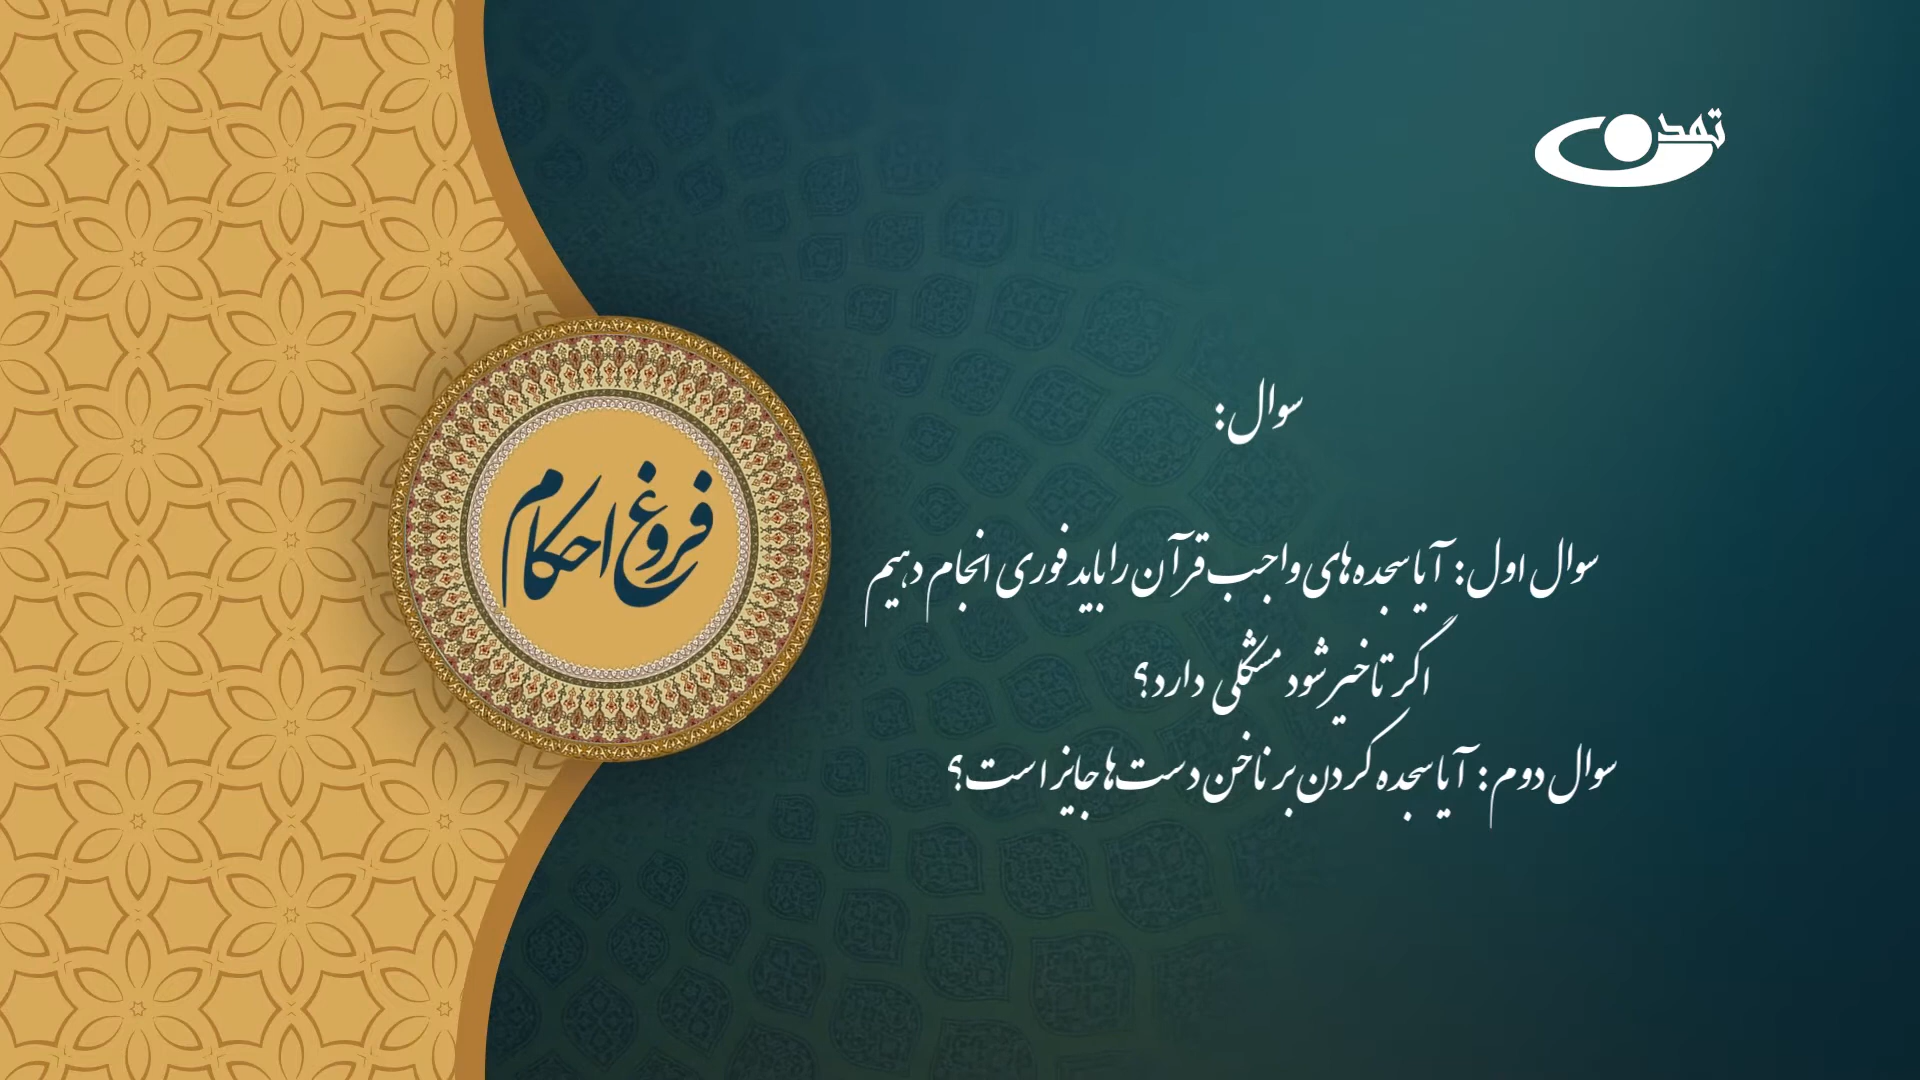 تمدن
سوال:
سوال اول: آیا سجده های واجب قرآن را باید فوری انجام دهیم
اگر تاخیر شود مشکلی دارد؟
سوال دوم: آیا سجده کردن بر ناخن دست ها جایز است؟
فروغ احکام